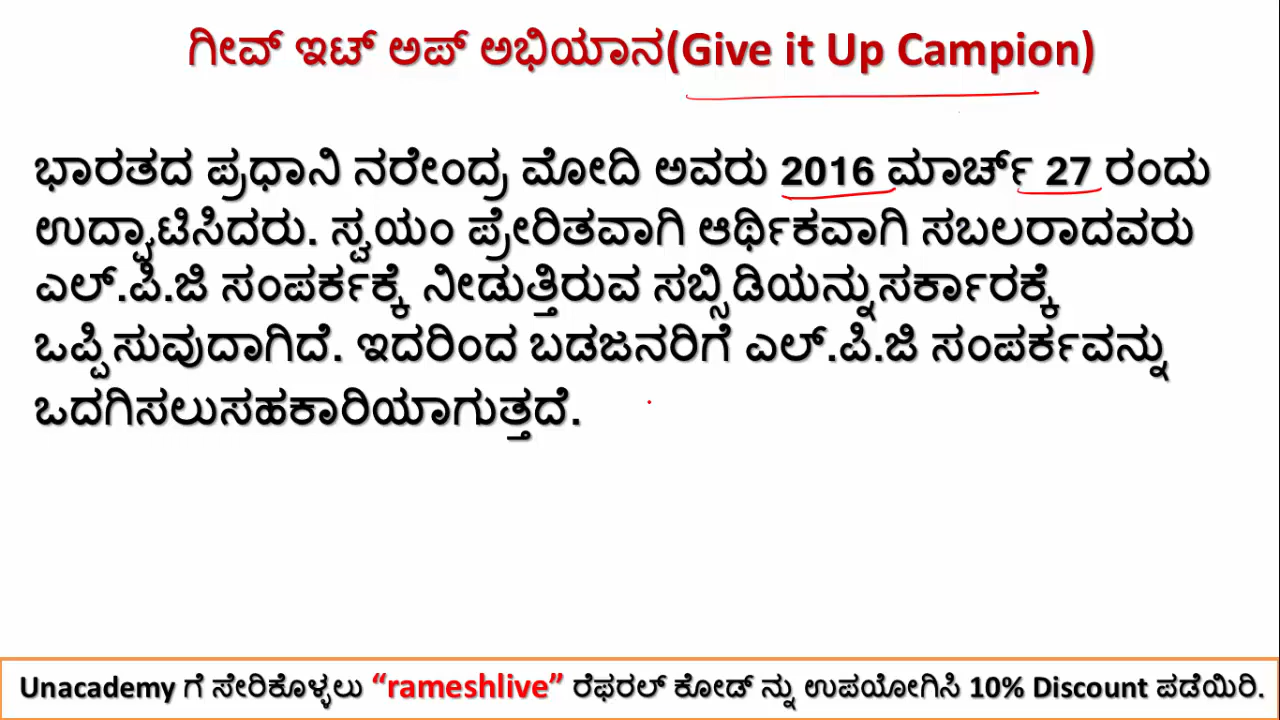 ಗೀವ್ ಇಟ್ ಅಪ್ ಅಭಿಯಾನ(Give it Up Campion)
ಭಾರತದ ಪ್ರಧಾನಿ ನರೇಂದ್ರ ಮೋದಿ ಅವರು 2016 ಮಾರ್ಚ್ 27 ರಂದು
ಉದ್ಘಾಟಿಸಿದರು. ಸ್ವಯಂ ಪ್ರೇರಿತವಾಗಿ ಆರ್ಥಿಕವಾಗಿ ಸಬಲರಾದವರು
ಎಲ್.ಪಿ.ಜಿ ಸಂಪರ್ಕಕ್ಕೆ ನೀಡುತ್ತಿರುವ ಸಬ್ಸಿಡಿಯನ್ನು ಸರ್ಕಾರಕ್ಕೆ
ಒಪ್ಪಿಸುವುದಾಗಿದೆ. ಇದರಿಂದ ಬಡಜನರಿಗೆ ಎಲ್.ಪಿ.ಜಿ ಸಂಪರ್ಕವನ್ನು
ಒದಗಿಸಲುಸಹಕಾರಿಯಾಗುತ್ತದೆ.
Unacademy ಗೆ ಸೇರಿಕೊಳ್ಳಲು “rameshlive” ರೆಫರಲ್ ಕೋಡ್ ನ್ನು ಉಪಯೋಗಿಸಿ 10% Discount ಪಡೆಯಿರಿ.